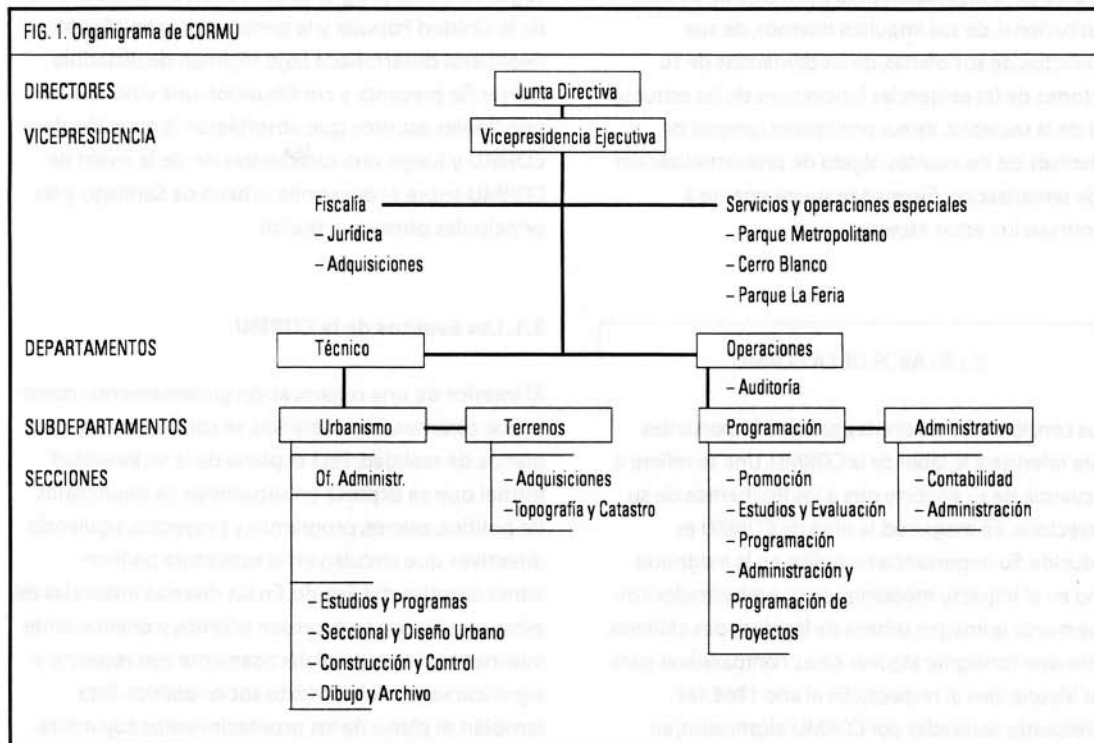 FIG. 1. Organigrama de CORMU
DIRECTORES
Junta Directiva
VICEPRESIDENCIA
Vicepresidencia Ejecutiva
Fiscalía
– Jurídica
– Adquisiciones
Servicios y operaciones especiales
– Parque Metropolitano
– Cerro Blanco
– Parque La Feria
DEPARTAMENTOS
Técnico
Operaciones
– Auditoría
SUBDEPARTAMENTOS
Urbanismo
Terrenos
Programación
Administrativo
SECCIONES
Of. Administr.
– Estudios y Programas
– Seccional y Diseño Urbano
– Construcción y Control
– Dibujo y Archivo
– Adquisiciones
-Topografía y Catastro
– Promoción
– Estudios y Evaluación
– Programación
– Administración y
Programación de
Proyectos
– Contabilidad
– Administración